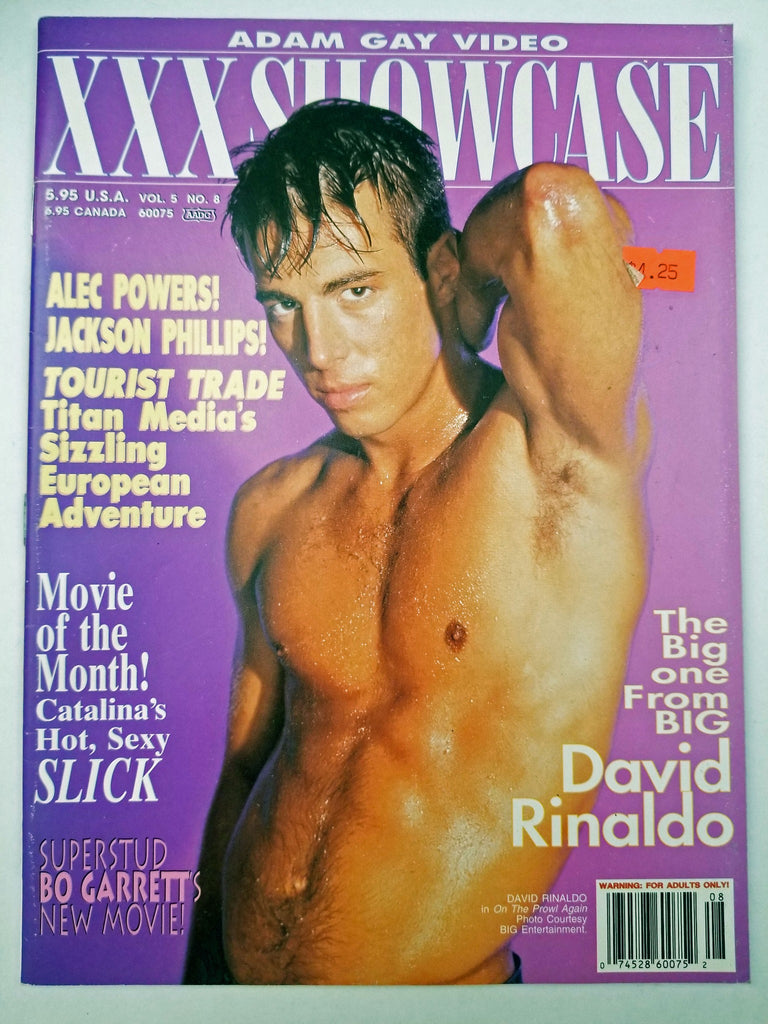 ADAM GAY VIDEO
XXX SHOWCASE
5.95 U.S.A. VOL. 5 NO. 8
6.95 CANADA 60075 AADC
$4.25
ALEC POWERS!
JACKSON PHILLIPS!
TOURIST TRADE
Titan Media's
Sizzling
European
Adventure
Movie
of the
Month!
Catalina's
Hot, Sexy
SLICK
SUPERSTUD
BO GARRETT'S
NEW MOVIE!
The
Big
one
From
BIG
David
Rinaldo
DAVID RINALDO
in On The Prowl Again
Photo Courtesy
BIG Entertainment.
WARNING: FOR ADULTS ONLY!
08
0 74528 60075 2